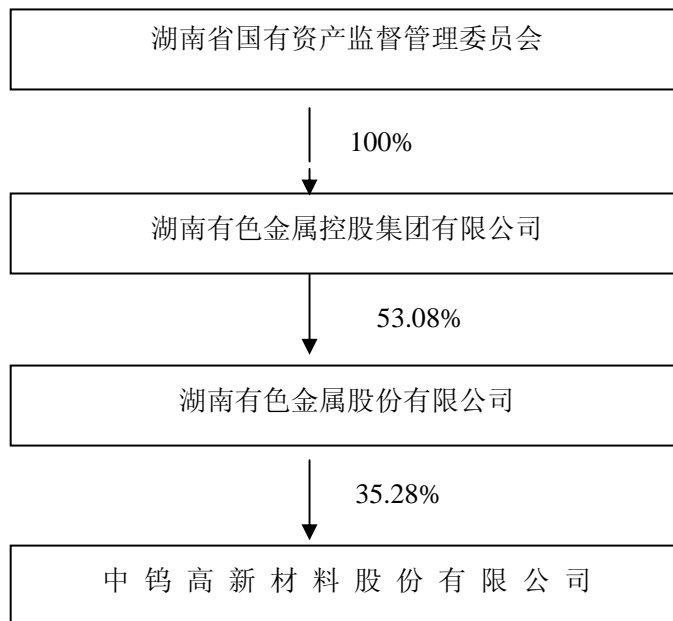 湖南省国有资产监督管理委员会
100%
湖南有色金属控股集团有限公司
53.08%
湖南有色金属股份有限公司
35.28%
中钨高新材料股份有限公司